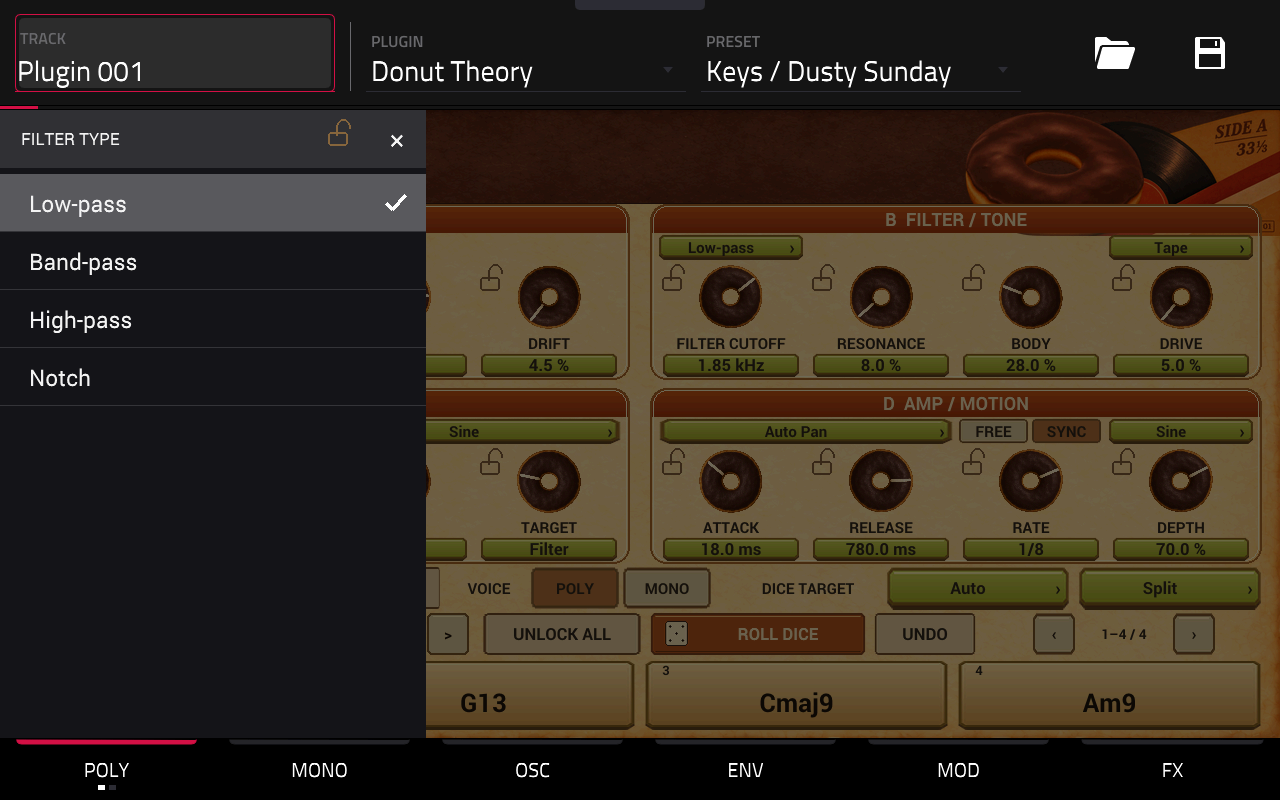 TRACK
Plugin 001
PLUGIN
Donut Theory
PRESET
Keys / Dusty Sunday
FILTER TYPE
Low-pass
Band-pass
High-pass
Notch
SIDE A
33⅓
B FILTER / TONE
Low-pass ›
Tape ›
DRIFT
4.5 %
FILTER CUTOFF
1.85 kHz
RESONANCE
8.0 %
BODY
28.0 %
DRIVE
5.0 %
D AMP / MOTION
Sine ›
Auto Pan ›
FREE
SYNC
Sine ›
TARGET
Filter
ATTACK
18.0 ms
RELEASE
780.0 ms
RATE
1/8
DEPTH
70.0 %
VOICE
POLY
MONO
DICE TARGET
Auto ›
Split ›
>
UNLOCK ALL
ROLL DICE
UNDO
‹
1–4 / 4
›
G13
3
Cmaj9
4
Am9
POLY
MONO
OSC
ENV
MOD
FX